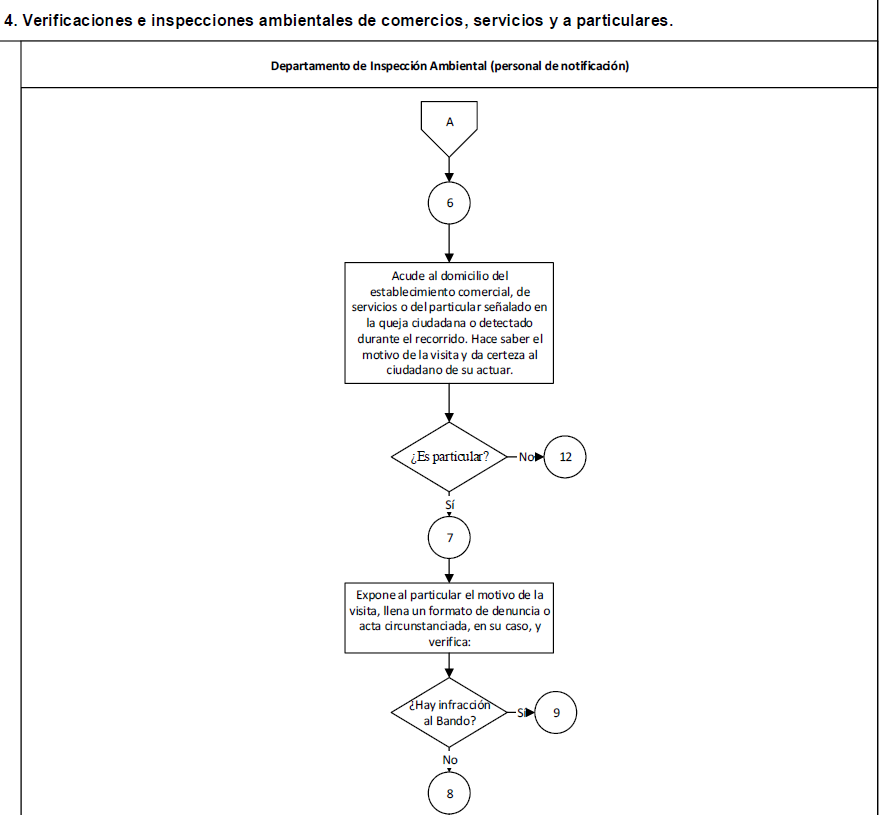 4. Verificaciones e inspecciones ambientales de comercios, servicios y a particulares.
Departamento de Inspección Ambiental (personal de notificación)
A
6
Acude al domicilio del
establecimiento comercial, de
servicios o del particular señalado en
la queja ciudadana o detectado
durante el recorrido. Hace saber el
motivo de la visita y da certeza al
ciudadano de su actuar.
¿Es particular?
No
12
Sí
7
Expone al particular el motivo de la
visita, llena un formato de denuncia o
acta circunstanciada, en su caso, y
verifica:
¿Hay infracción
al Bando?
Sí
9
No
8